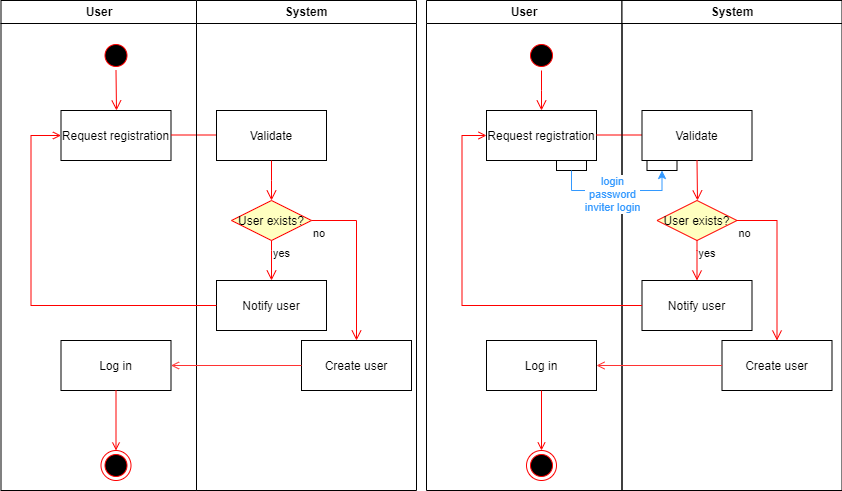 User
System
Request registration
Validate
User exists?
no
yes
Notify user
Log in
Create user
User
System
Request registration
Validate
login
password
inviter login
User exists?
no
yes
Notify user
Log in
Create user